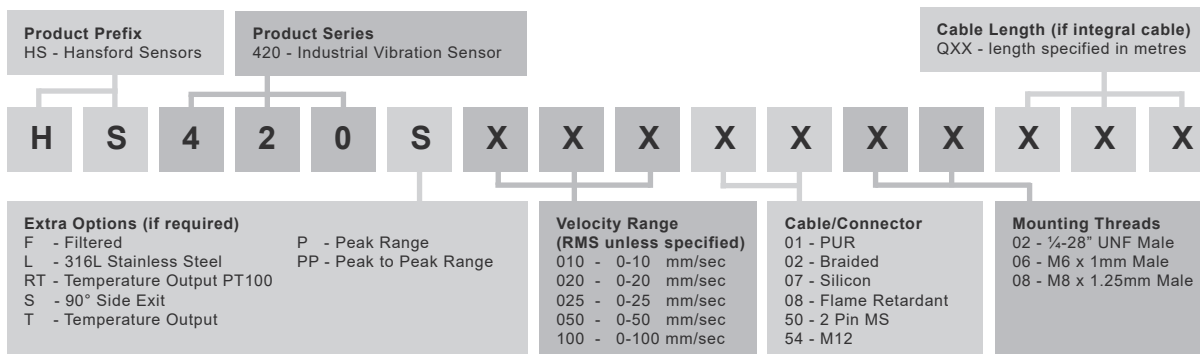 Product Prefix
HS - Hansford Sensors
Product Series
420 - Industrial Vibration Sensor
Cable Length (if integral cable)
QXX - length specified in metres
H S 4 2 0 S X X X X X X X X X X
Extra Options (if required)
F - Filtered
L - 316L Stainless Steel
RT - Temperature Output PT100
S - 90° Side Exit
T - Temperature Output
P - Peak Range
PP - Peak to Peak Range
Velocity Range
(RMS unless specified)
010 - 0-10 mm/sec
020 - 0-20 mm/sec
025 - 0-25 mm/sec
050 - 0-50 mm/sec
100 - 0-100 mm/sec
Cable/Connector
01 - PUR
02 - Braided
07 - Silicon
08 - Flame Retardant
50 - 2 Pin MS
54 - M12
Mounting Threads
02 - ¼-28” UNF Male
06 - M6 x 1mm Male
08 - M8 x 1.25mm Male